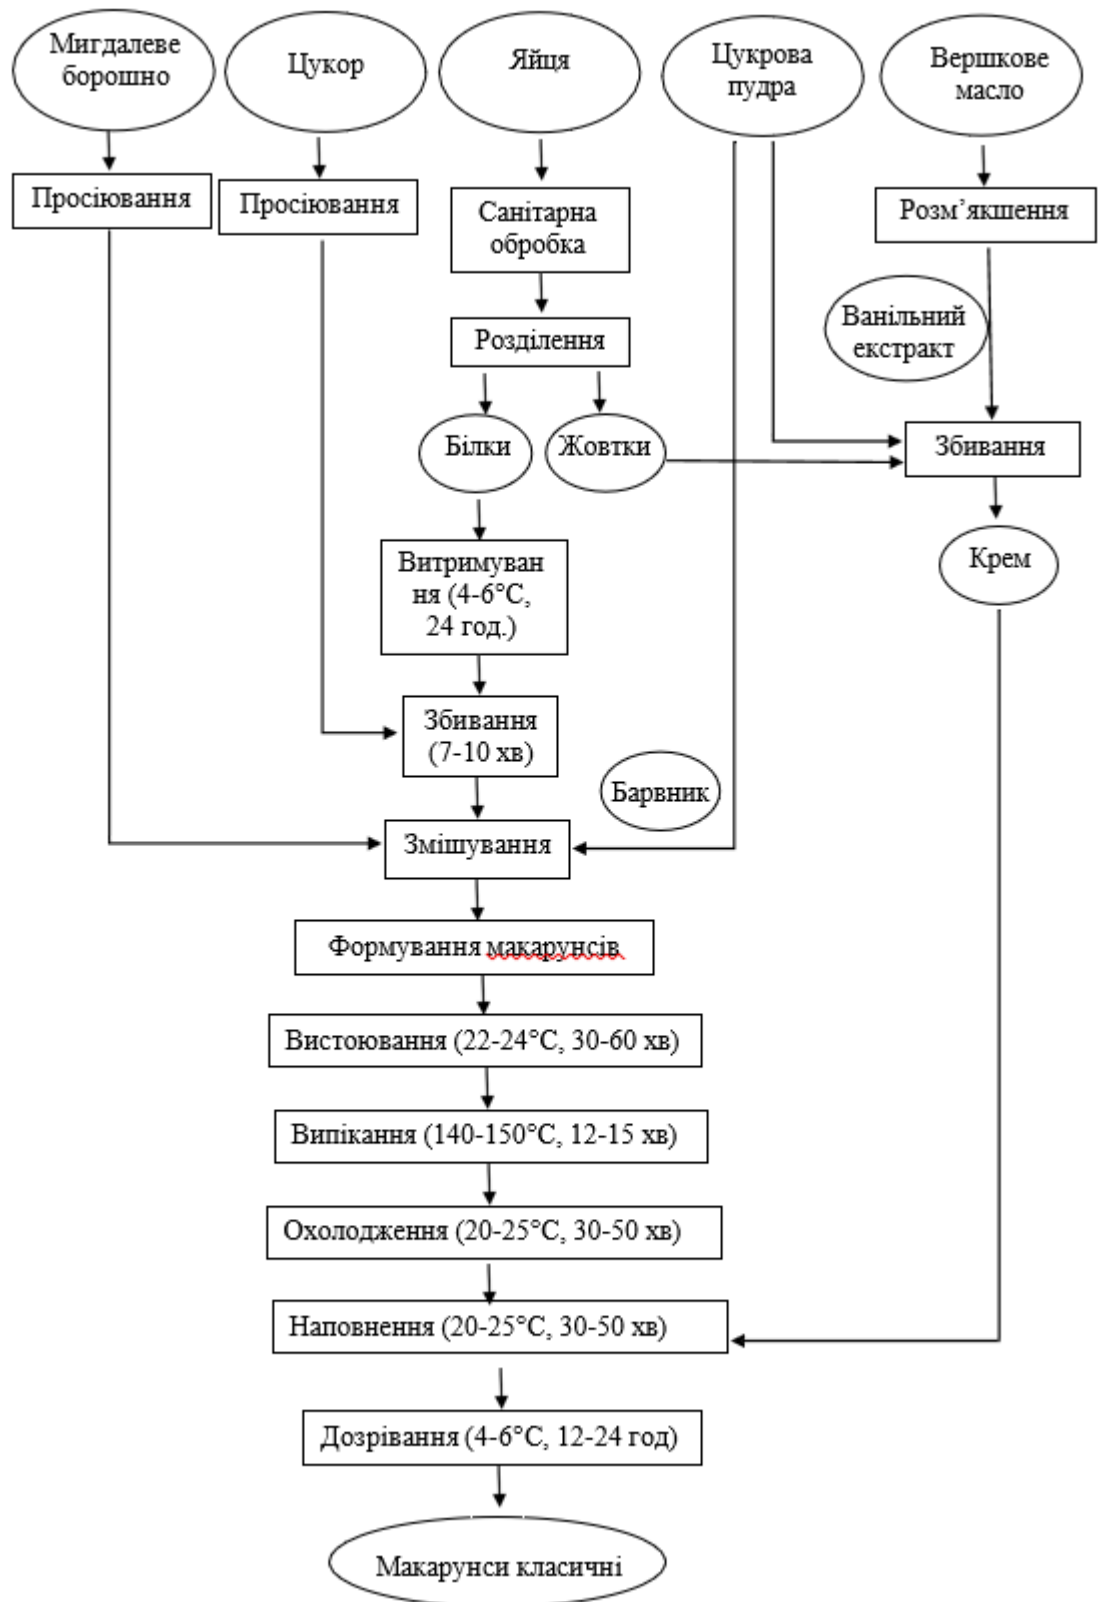 Мигдалеве
борошно
Цукор
Яйця
Цукрова
пудра
Вершкове
масло
Просіювання
Просіювання
Санітарна
обробка
Розм’якшення
Розділення
Ванільний
екстракт
Білки
Жовтки
Збивання
Витримуван
ня (4-6°С,
24 год.)
Крем
Збивання
(7-10 хв)
Барвник
Змішування
Формування макарунсів
Вистоювання (22-24°С, 30-60 хв)
Випікання (140-150°С, 12-15 хв)
Охолодження (20-25°С, 30-50 хв)
Наповнення (20-25°С, 30-50 хв)
Дозрівання (4-6°С, 12-24 год)
Макарунси класичні